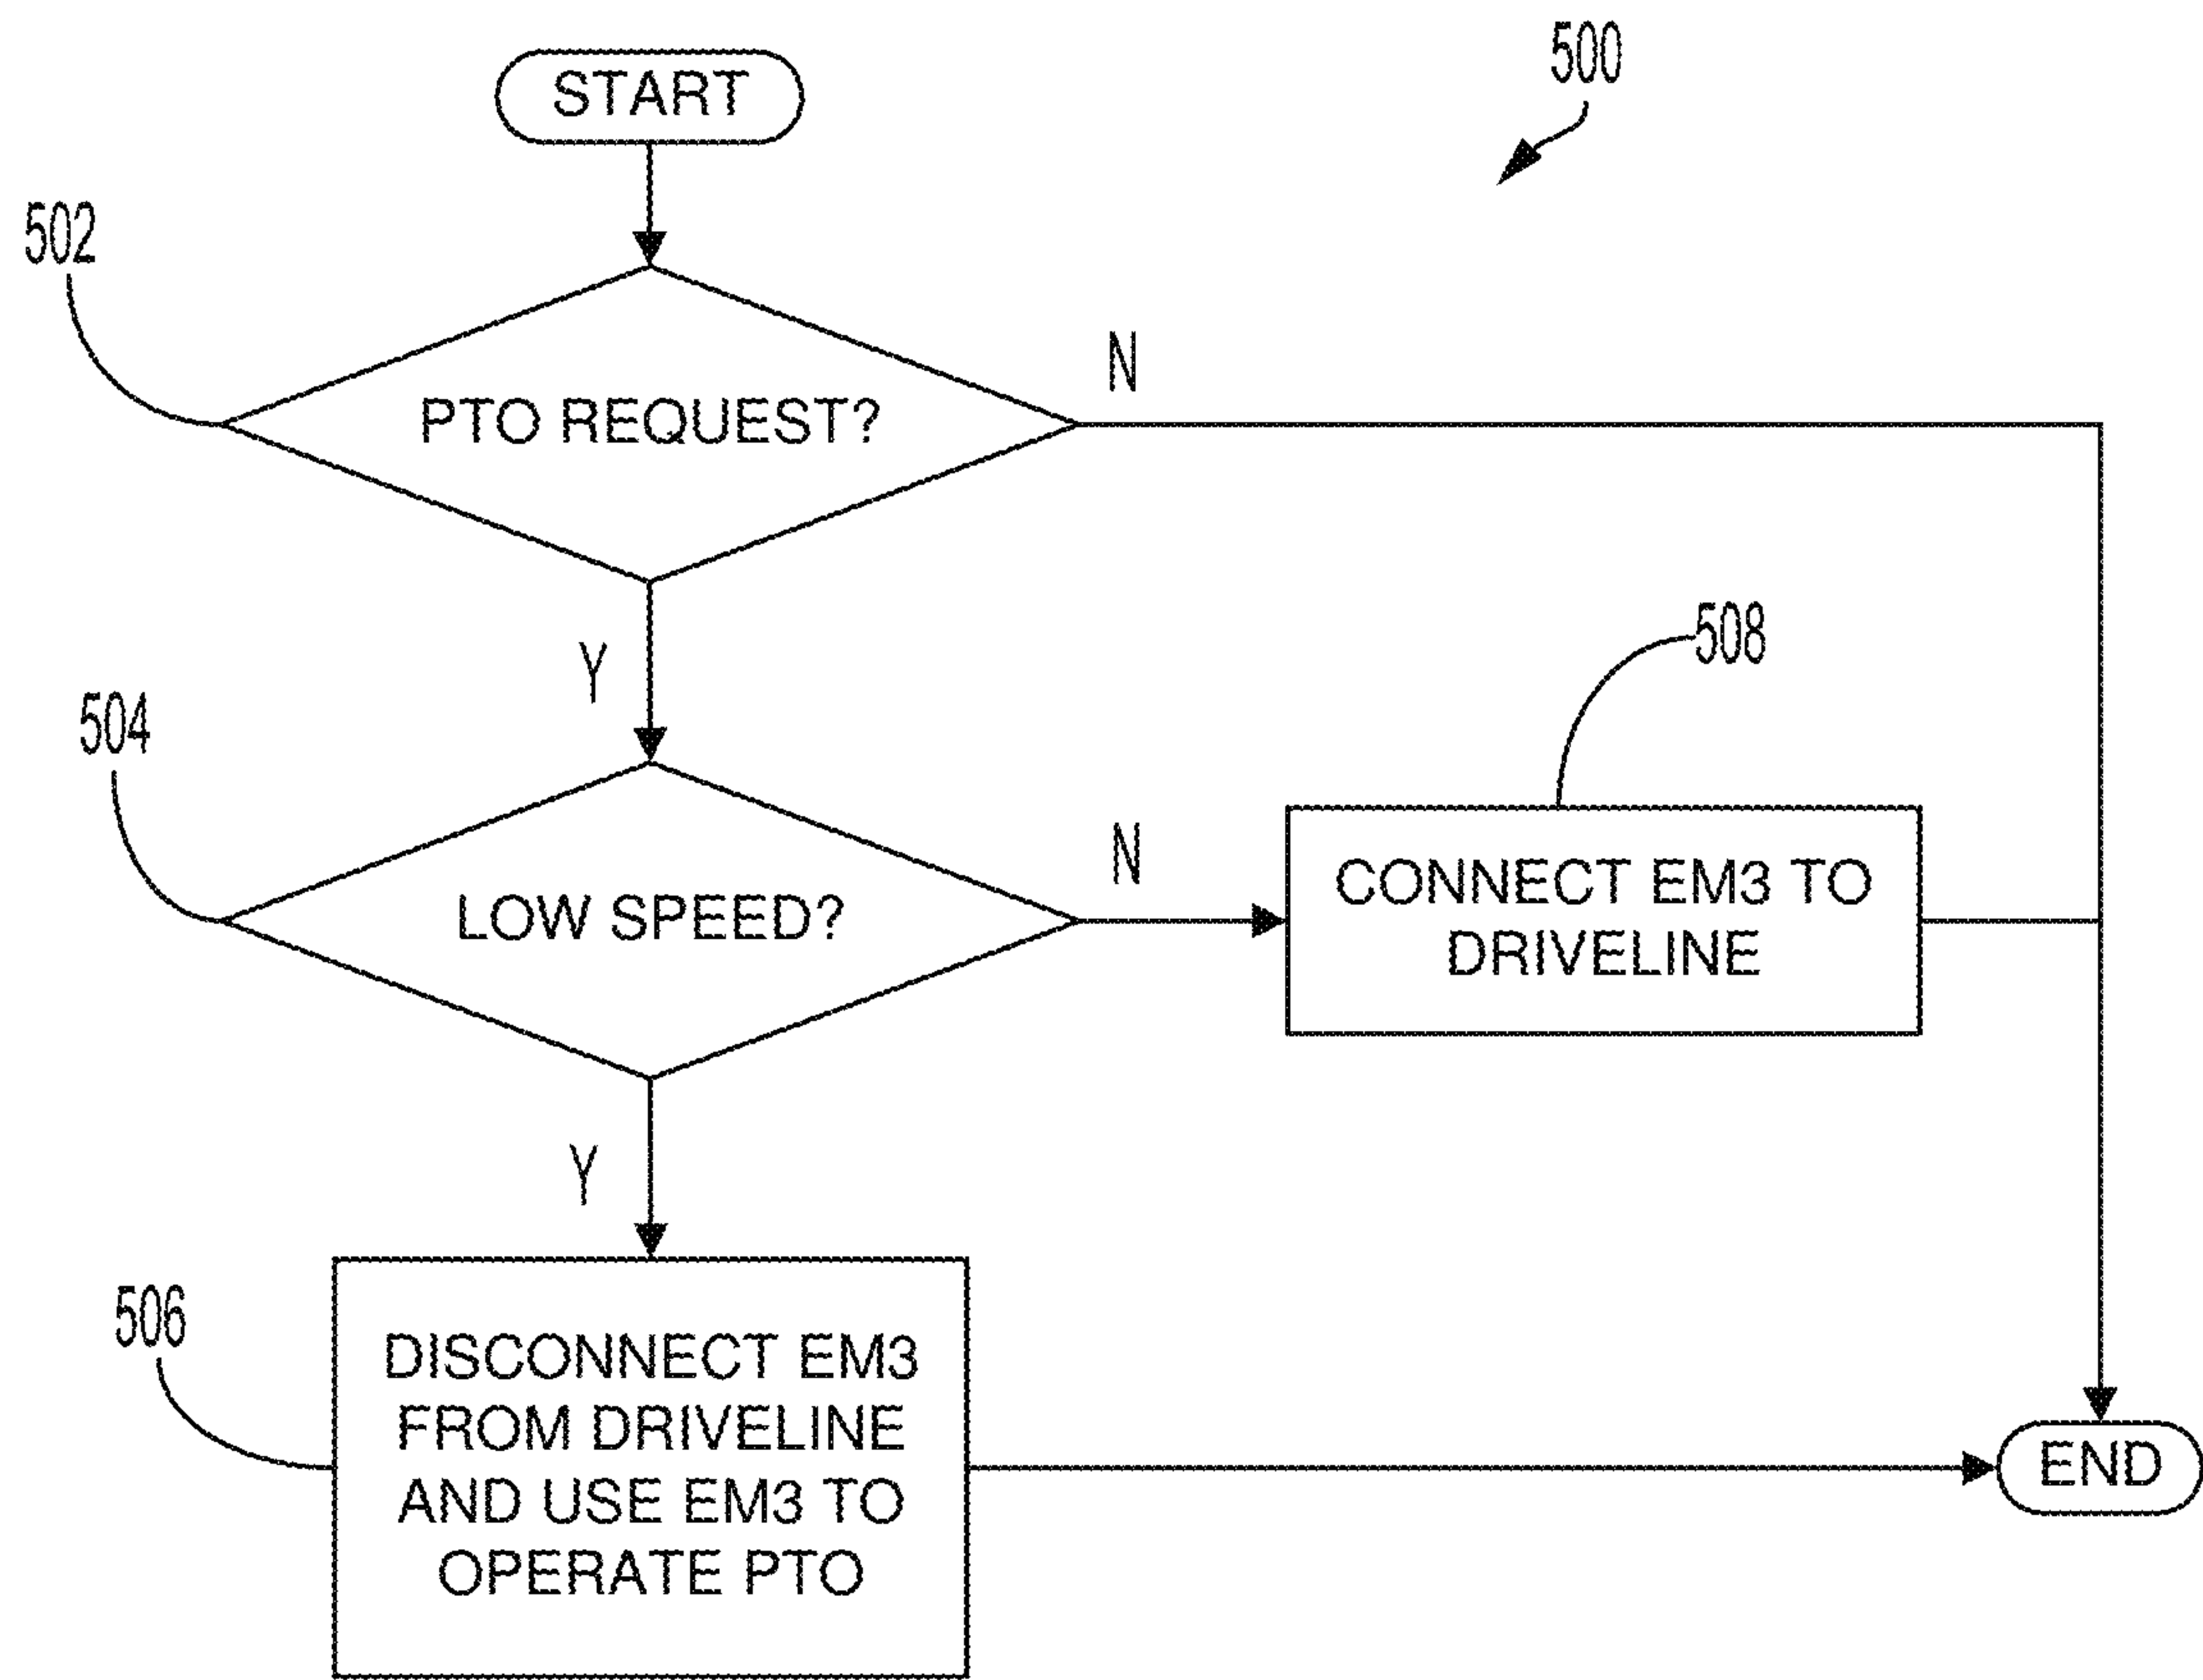 START
500
502
PTO REQUEST?
N
Y
508
504
LOW SPEED?
N
CONNECT EM3 TO
DRIVELINE
Y
506
DISCONNECT EM3
FROM DRIVELINE
AND USE EM3 TO
OPERATE PTO
END